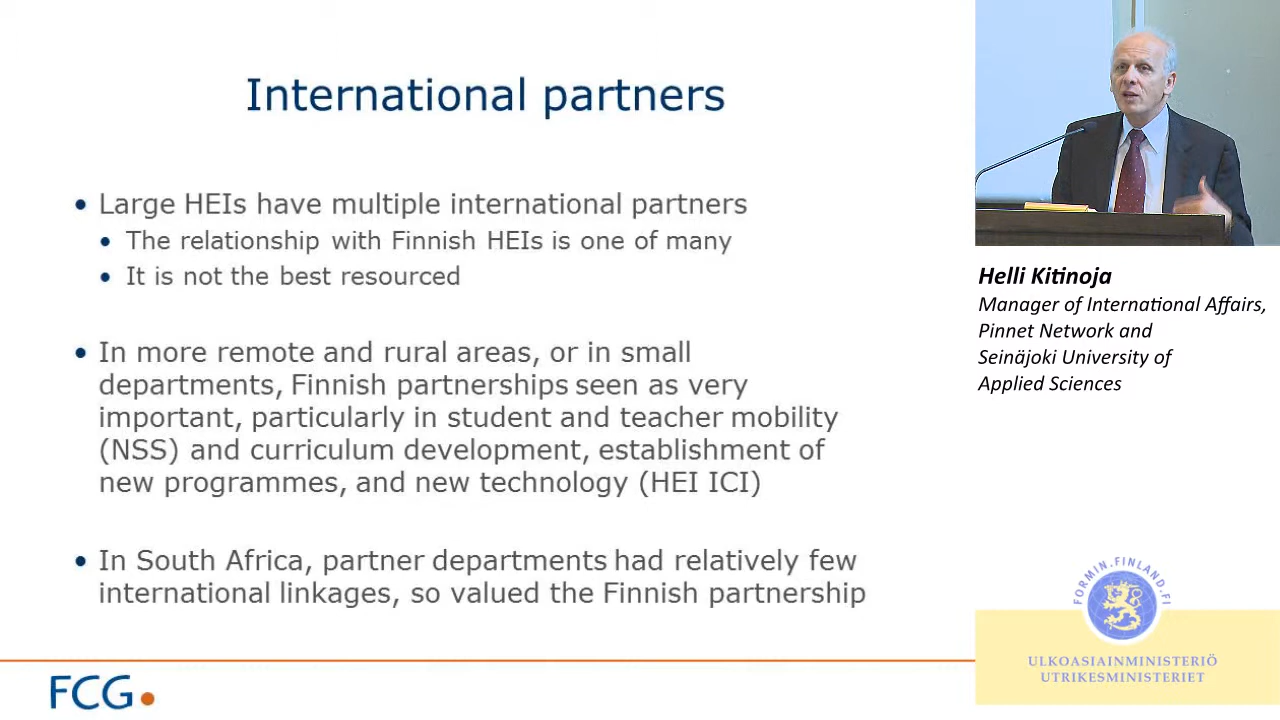 International partners
• Large HEIs have multiple international partners
• The relationship with Finnish HEIs is one of many
• It is not the best resourced
• In more remote and rural areas, or in small
departments, Finnish partnerships seen as very
important, particularly in student and teacher mobility
(NSS) and curriculum development, establishment of
new programmes, and new technology (HEI ICI)
• In South Africa, partner departments had relatively few
international linkages, so valued the Finnish partnership
FCG
Helli Kitinoja
Manager of International Affairs,
Pinnet Network and
Seinäjoki University of
Applied Sciences
FORMIN.FINLAND.FI
ULKOASIAINMINISTERIÖ
UTRIKESMINISTERIET